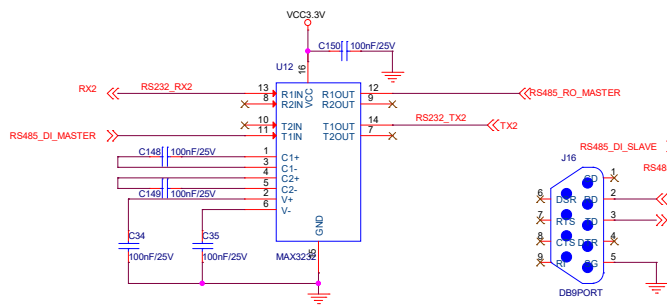 VCC3.3V
C150
100nF/25V
U12
16
VCC
RX2
RS232_RX2
13
R1IN
R1OUT
12
RS485_RO_MASTER
8
R2IN
R2OUT
9
10
T2IN
T1OUT
14
RS232_TX2
TX2
RS485_DI_MASTER
11
T1IN
T2OUT
7
C148
100nF/25V
1
C1+
3
C1-
4
C2+
5
C2-
C149
100nF/25V
2
V+
6
V-
GND
15
C34
100nF/25V
C35
100nF/25V
MAX3232
RS485_DI_SLAVE
J16
RS48
CD
1
6
DSR
RD
2
7
RTS
TD
3
8
CTS
DTR
4
9
RI
SG
5
DB9PORT